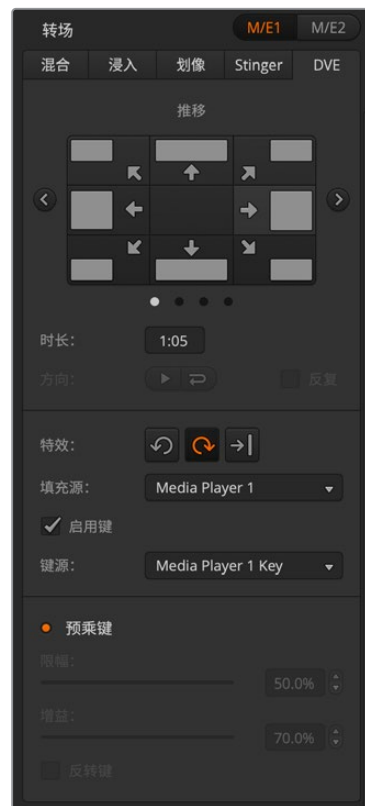 转场 M/E1 M/E2
混合 浸入 划像 Stinger DVE
推移
时长： 1:05
方向： 反复
特效：
填充源： Media Player 1
启用键
键源： Media Player 1 Key
预乘键
限幅：
50.0%
增益：
70.0%
反转键